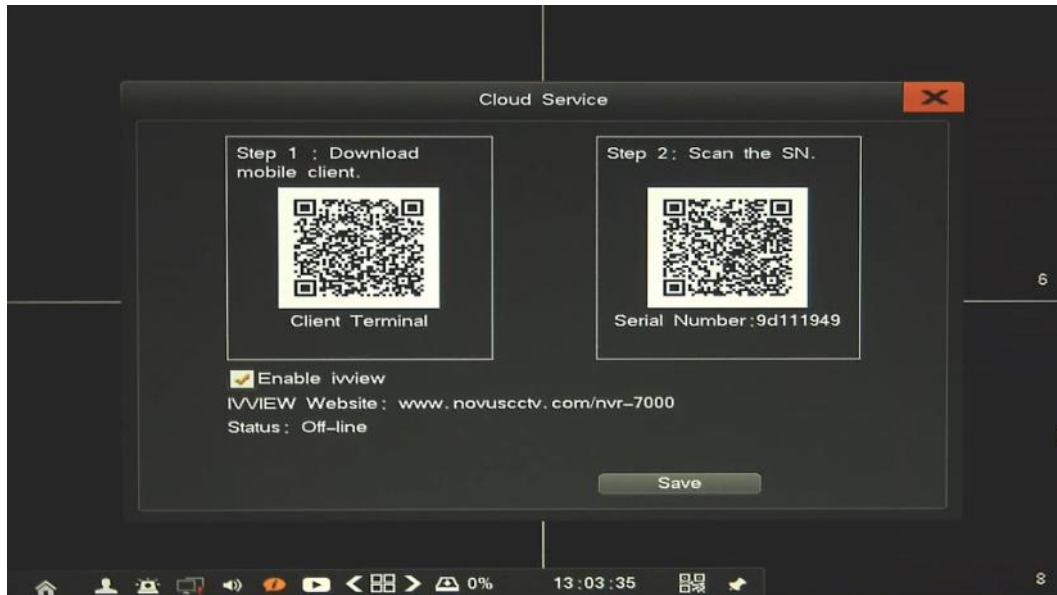 Cloud Service
Step 1 : Download
mobile client.
Client Terminal
Step 2: Scan the SN.
Serial Number:9d111949
Enable ivview
IVVIEW Website: www.novuscctv.com/nvr-7000
Status: Off-line
Save
6
0%
13:03:35
8